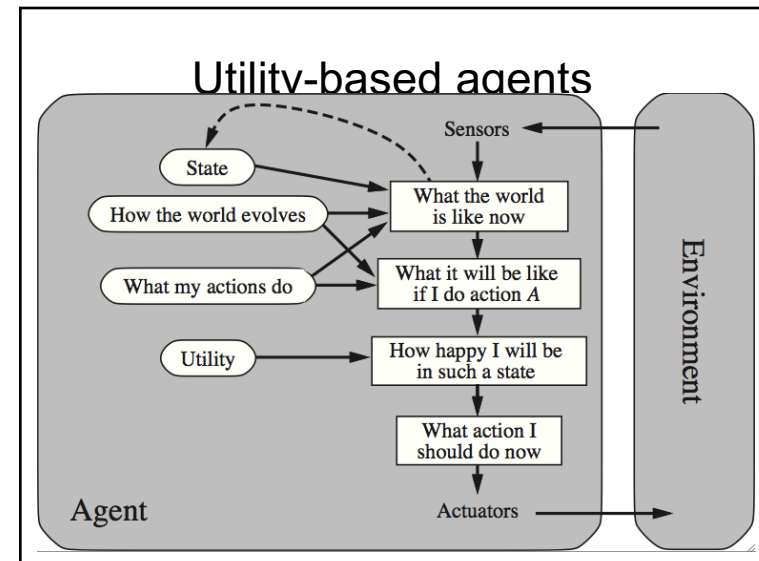 Utility-based agents
Sensors
State
What the world
is like now
How the world evolves
What my actions do
What it will be like
if I do action A
Utility
How happy I will be
in such a state
What action I
should do now
Agent
Actuators
Environment